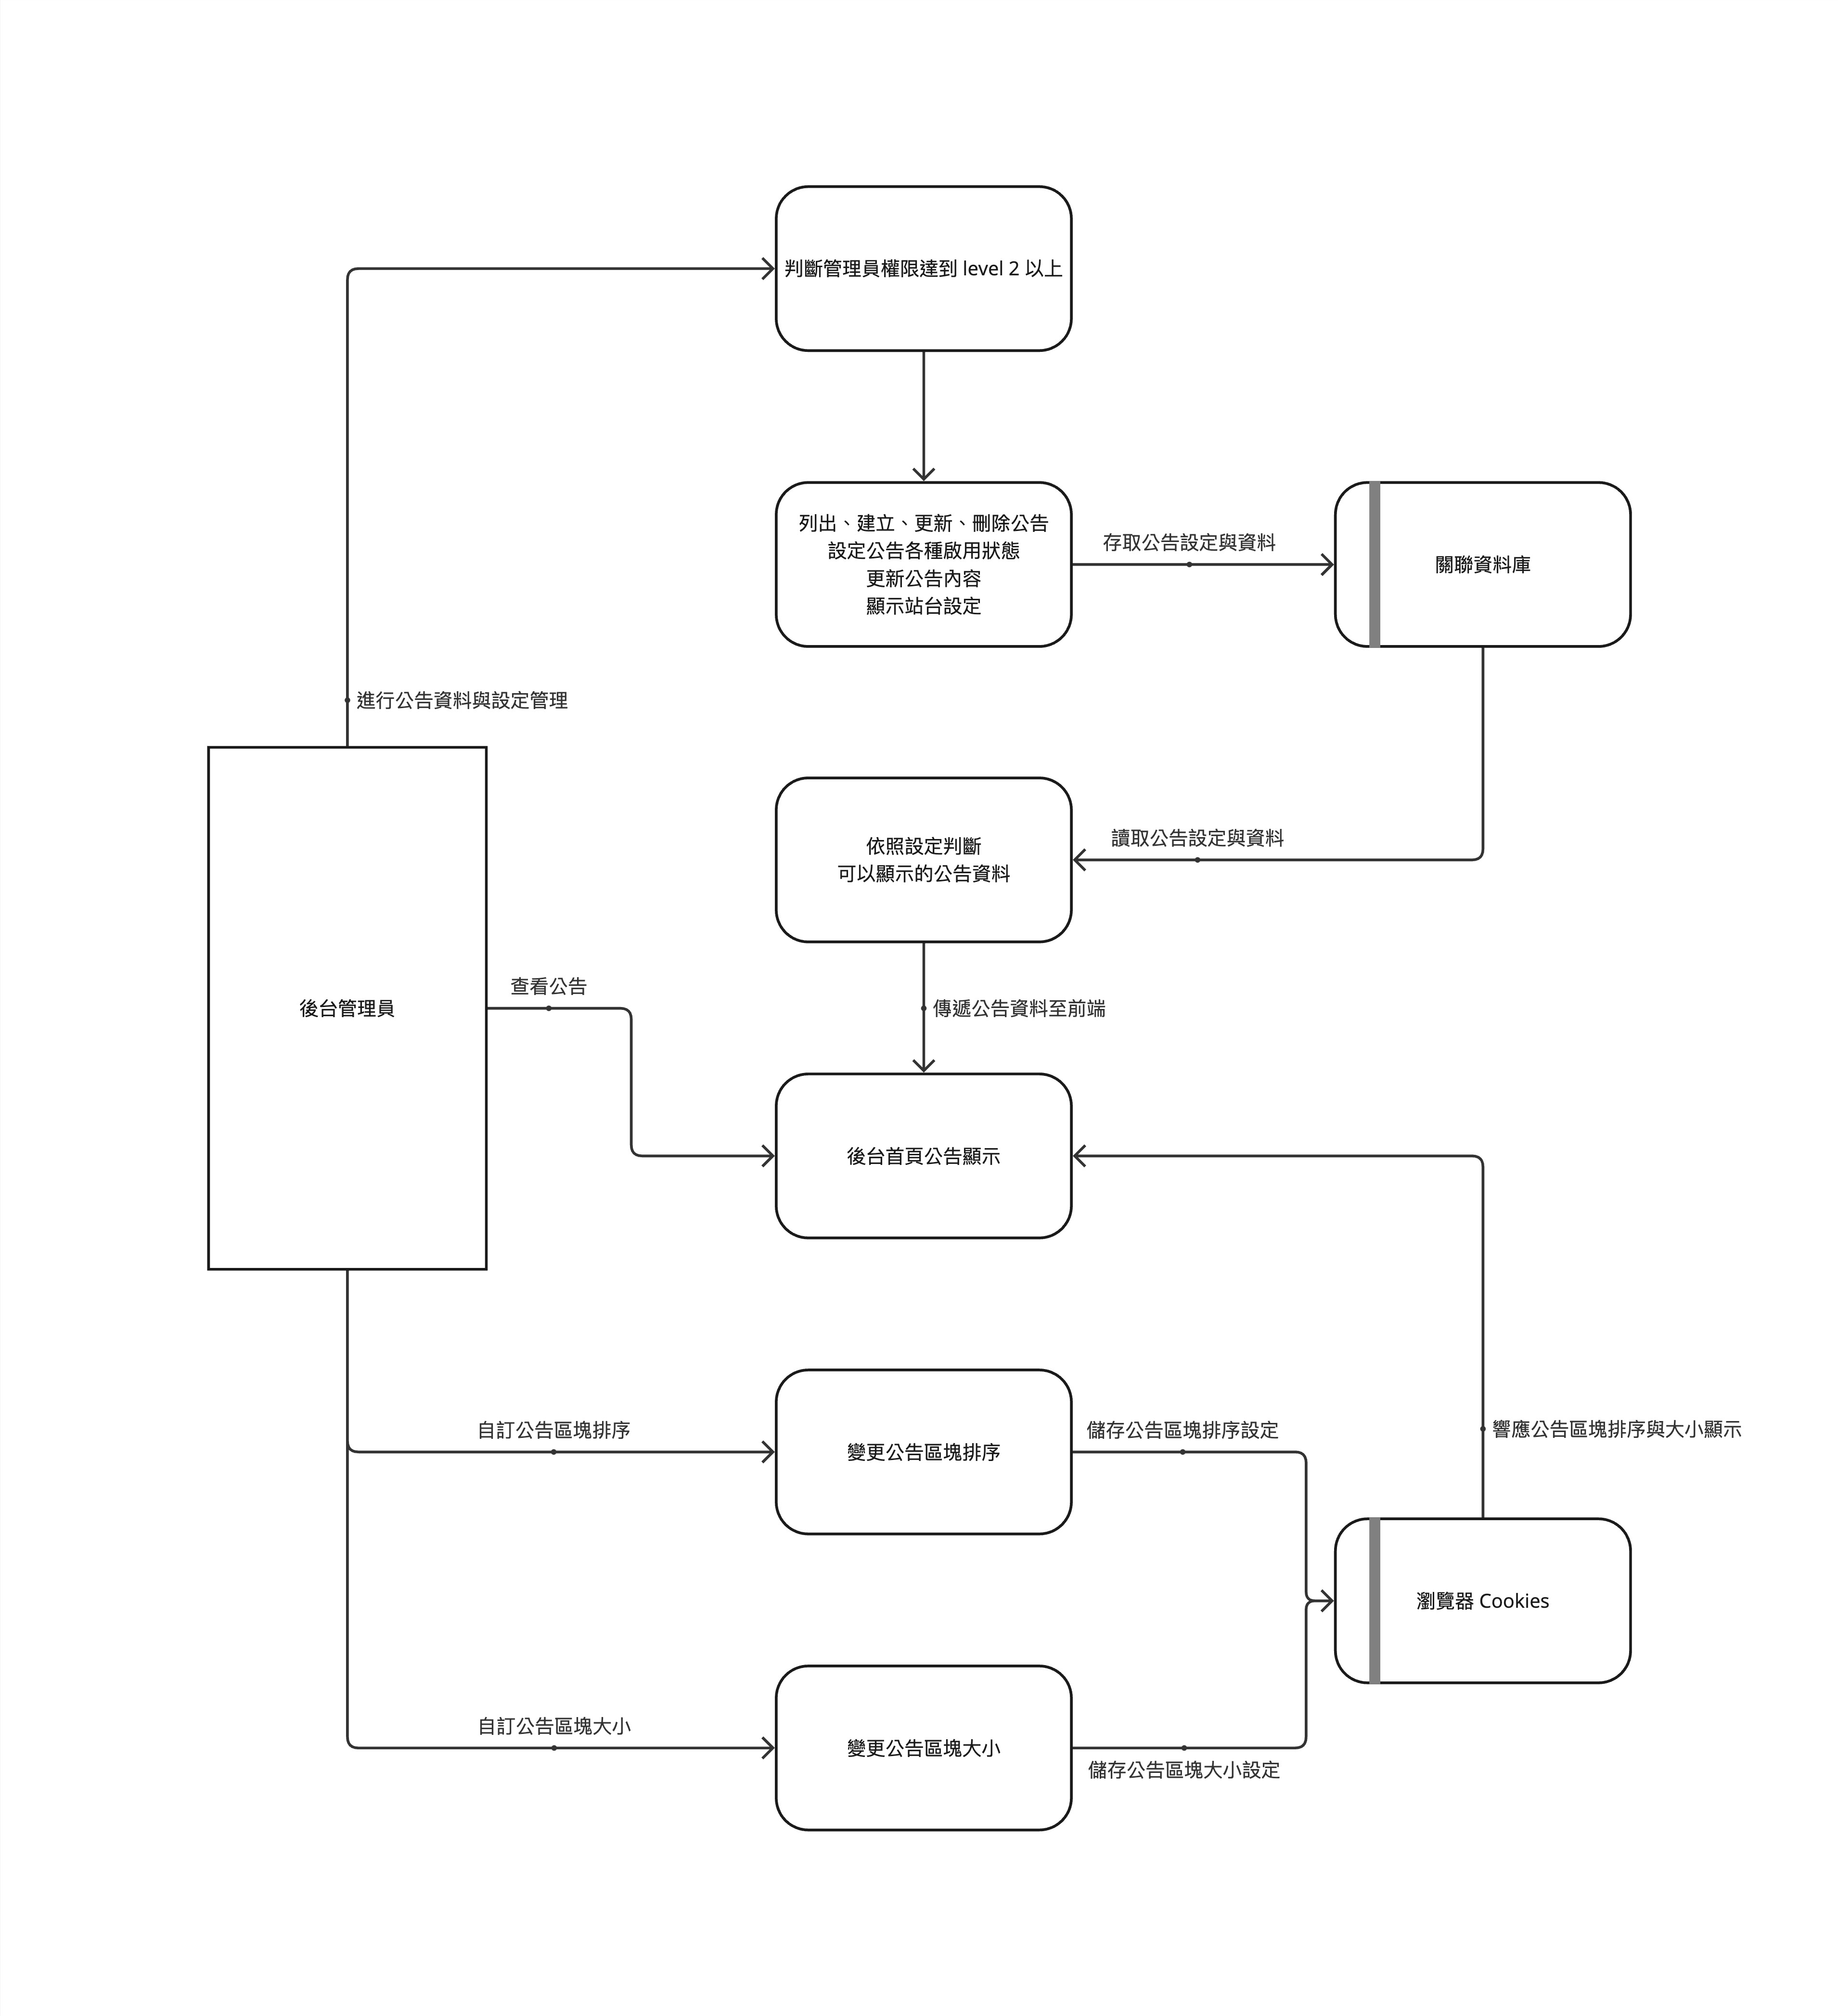 判斷管理員權限達到 level 2 以上
列出、建立、更新、刪除公告
設定公告各種啟用狀態
更新公告內容
顯示站台設定
存取公告設定與資料
關聯資料庫
進行公告資料與設定管理
依照設定判斷
可以顯示的公告資料
讀取公告設定與資料
查看公告
後台管理員
傳遞公告資料至前端
後台首頁公告顯示
自訂公告區塊排序
變更公告區塊排序
儲存公告區塊排序設定
響應公告區塊排序與大小顯示
瀏覽器 Cookies
自訂公告區塊大小
變更公告區塊大小
儲存公告區塊大小設定